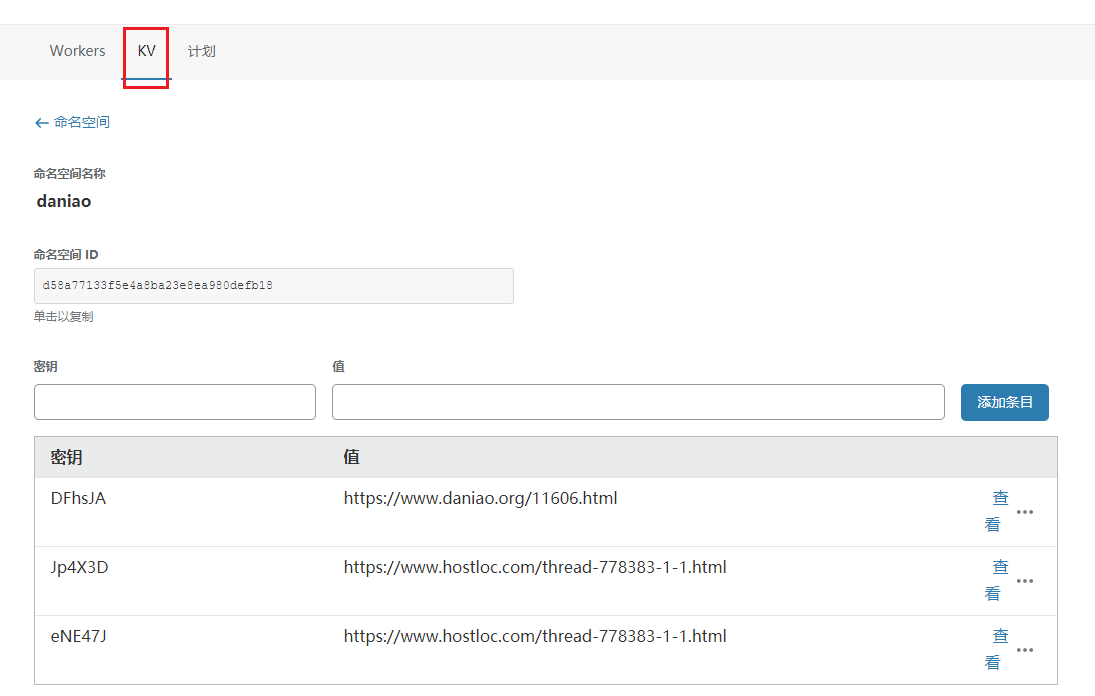 Workers KV 计划
← 命名空间
命名空间名称
daniao
命名空间 ID
d58a77133f5e4a8ba23e8ea980defb18
单击以复制
密钥 值
添加条目
密钥 值
DFhsJA https://www.daniao.org/11606.html 查看 •••
Jp4X3D https://www.hostloc.com/thread-778383-1-1.html 查看 •••
eNE47J https://www.hostloc.com/thread-778383-1-1.html 查看 •••